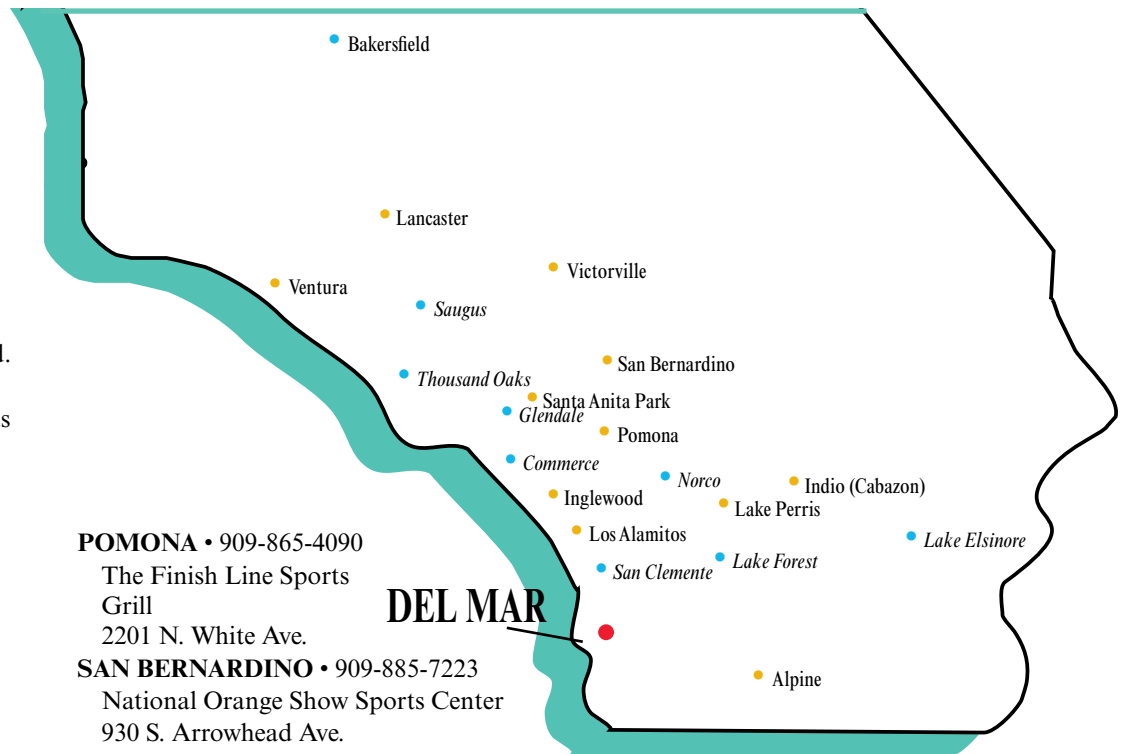 Bakersfield
Lancaster
Victorville
Ventura
Saugus
d.
San Bernardino
Thousand Oaks
Santa Anita Park
Glendale
s
Pomona
Commerce
Norco
Indio (Cabazon)
Inglewood
Lake Perris
Los Alamitos
Lake Elsinore
Lake Forest
San Clemente
DEL MAR
Alpine
POMONA • 909-865-4090
The Finish Line Sports
Grill
2201 N. White Ave.
SAN BERNARDINO • 909-885-7223
National Orange Show Sports Center
930 S. Arrowhead Ave.